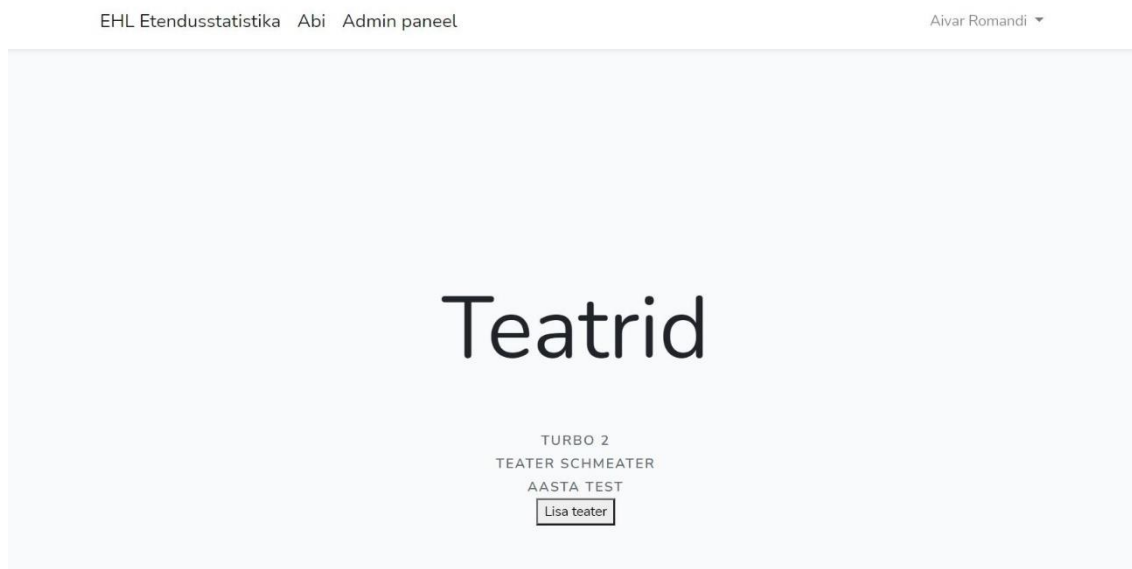 EHL Etendusstatistika Abi Admin paneel Aivar Romandi
Teatrid
TURBO 2
TEATER SCHMEATER
AASTA TEST
Lisa teater